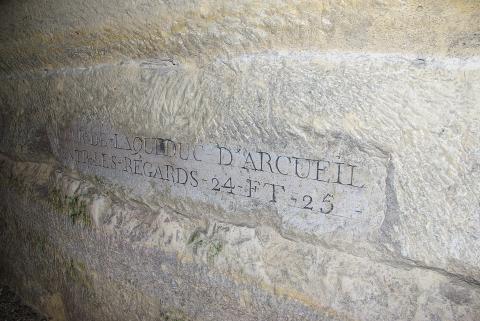 DE-LAQUEDUC D'ARCUEIL
LES-REGARDS-24-ET-25